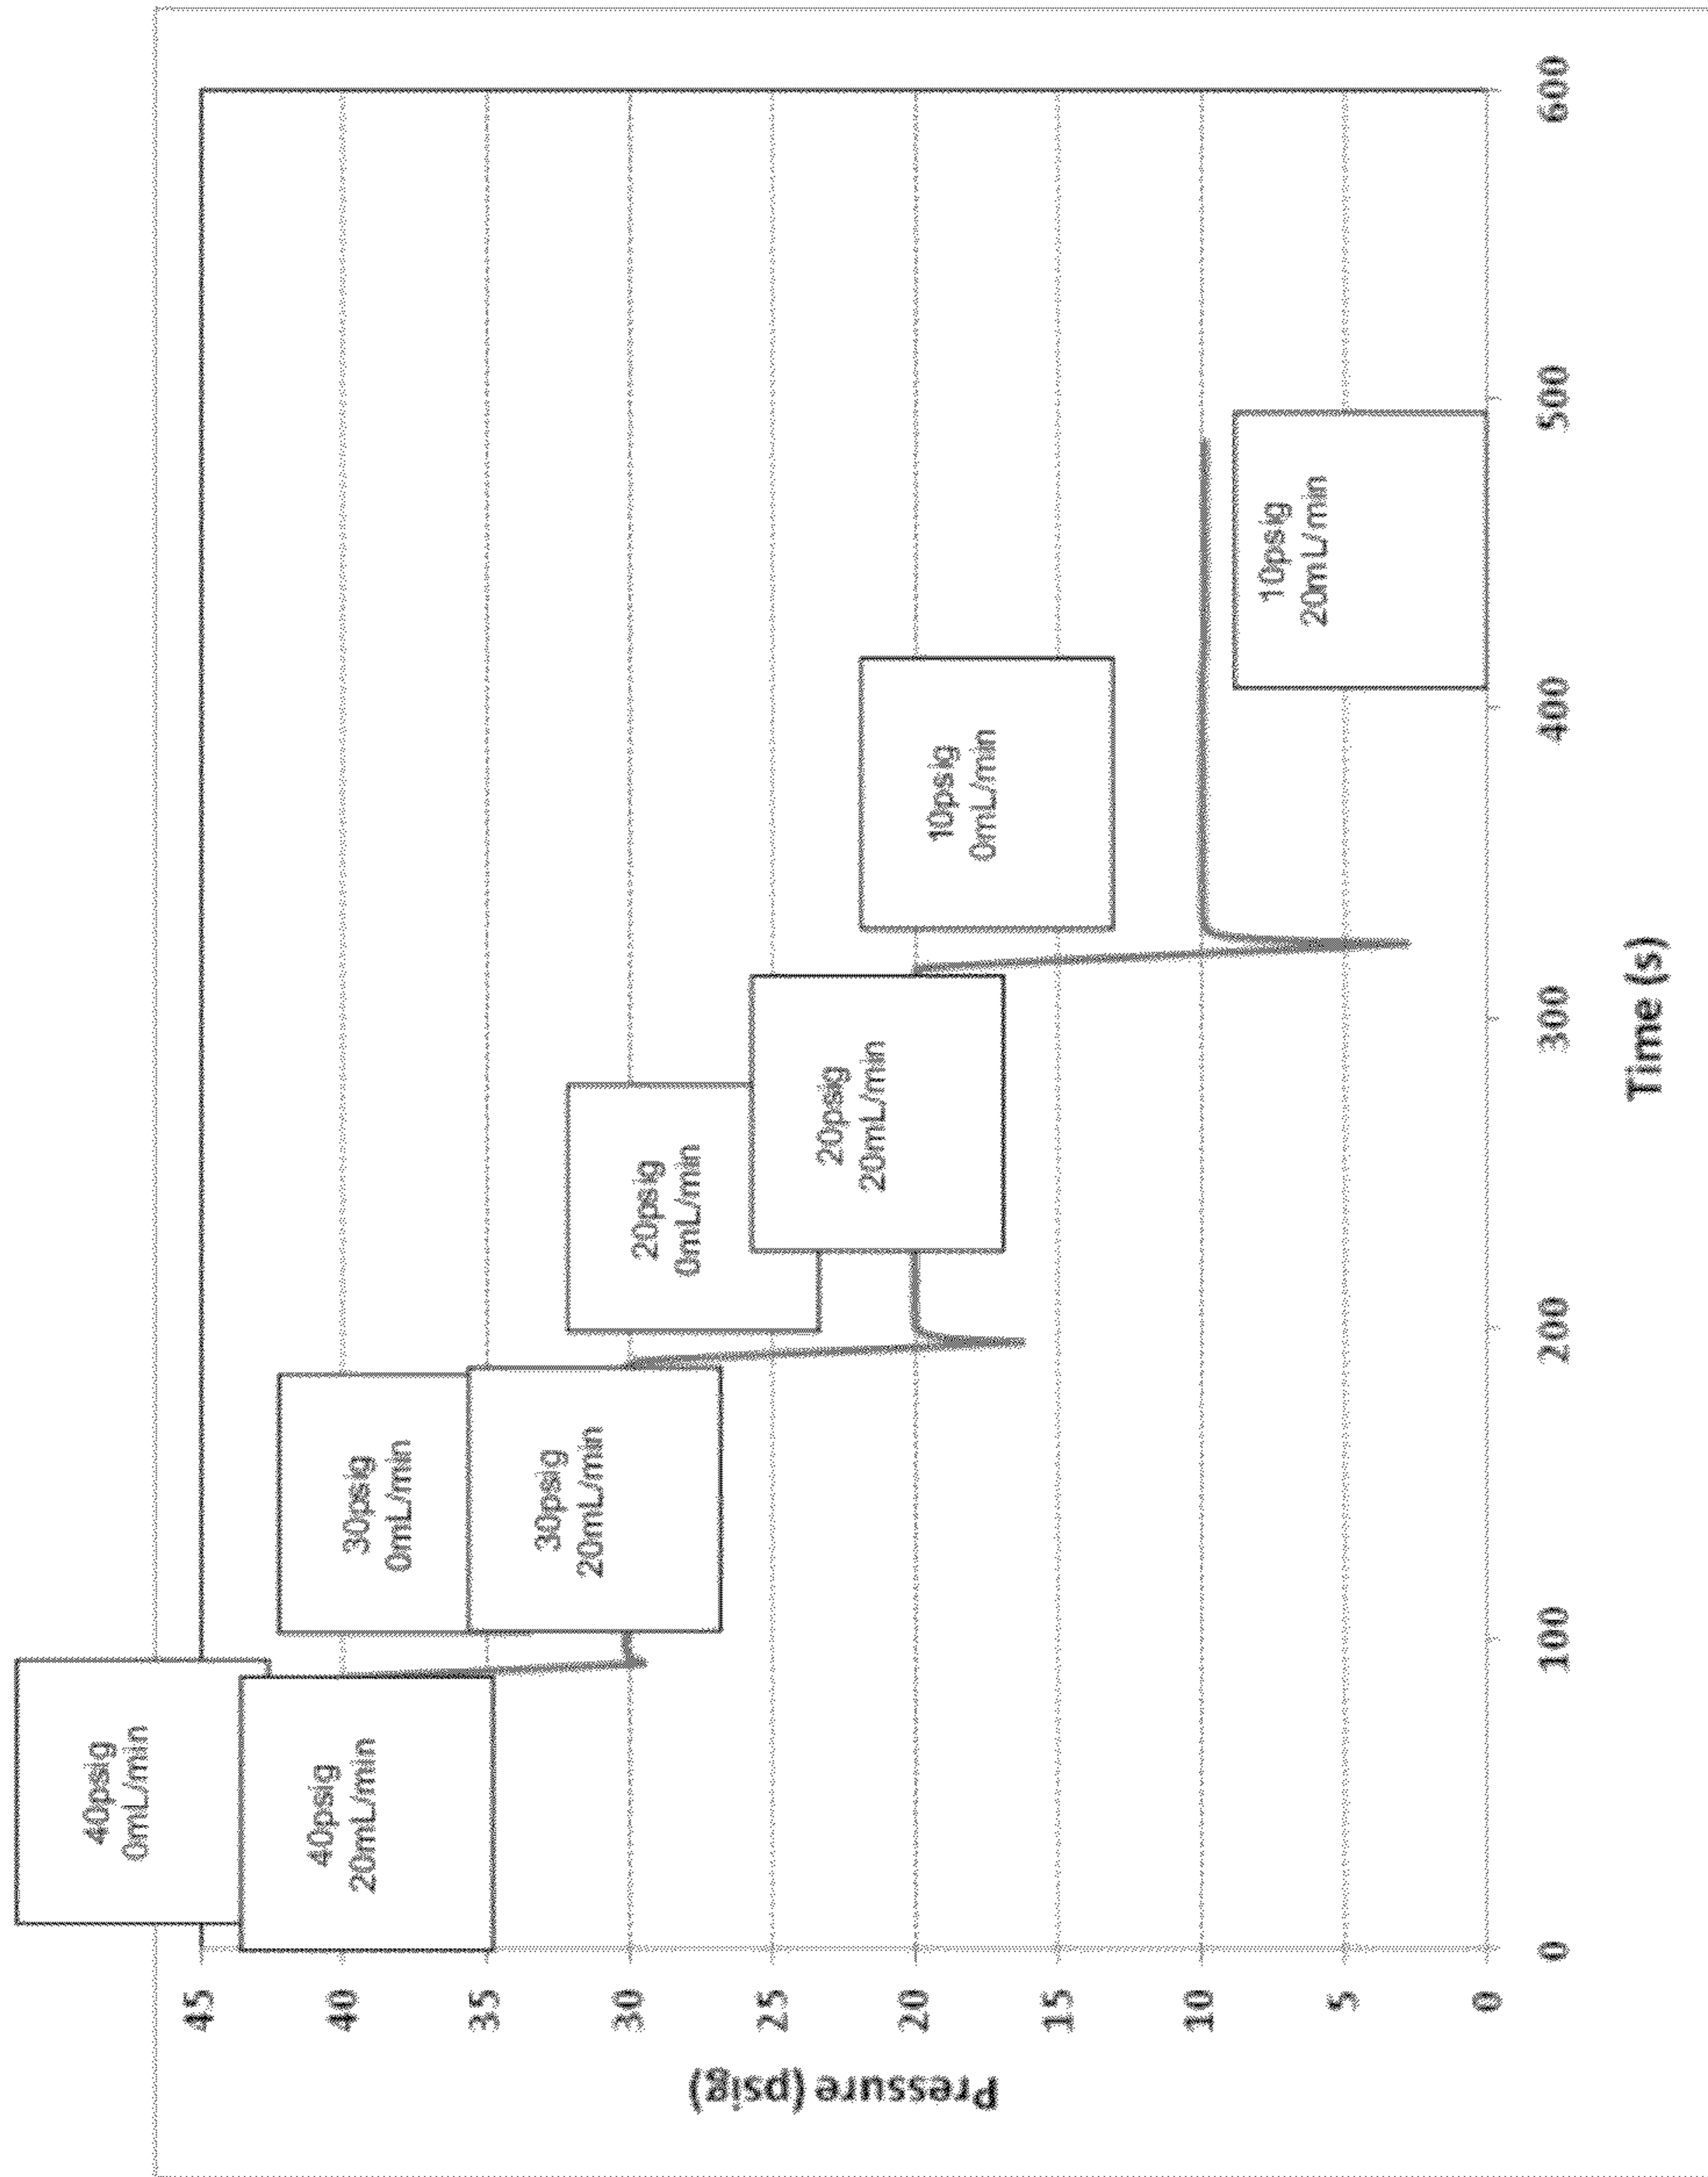 40psig
0mL/min
40psig
20mL/min
30psig
0mL/min
30psig
20mL/min
20psig
0mL/min
20psig
20mL/min
10psig
0mL/min
10psig
20mL/min
Pressure (psig)
45
40
35
30
25
20
15
10
5
0
0
100
200
300
400
500
600
Time (s)